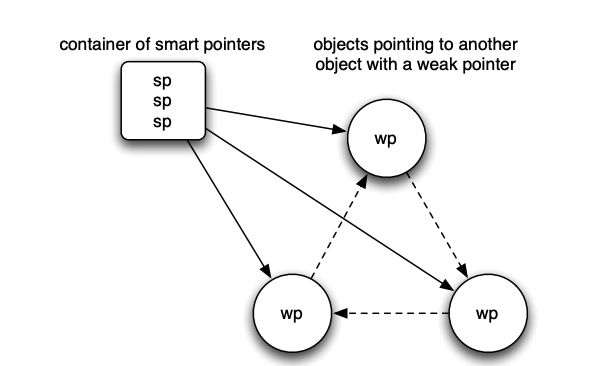 container of smart pointers
objects pointing to another
object with a weak pointer
sp
sp
sp
wp
wp
wp